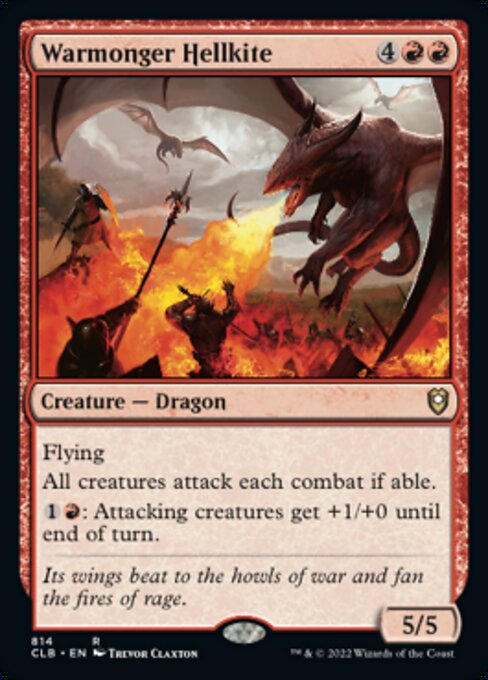 Warmonger Hellkite 4
Creature — Dragon
Flying
All creatures attack each combat if able.
1 : Attacking creatures get +1/+0 until
end of turn.
Its wings beat to the howls of war and fan
the fires of rage.
5/5
814 R
CLB • EN Trevor Claxton
™ & © 2022 Wizards of the Coast